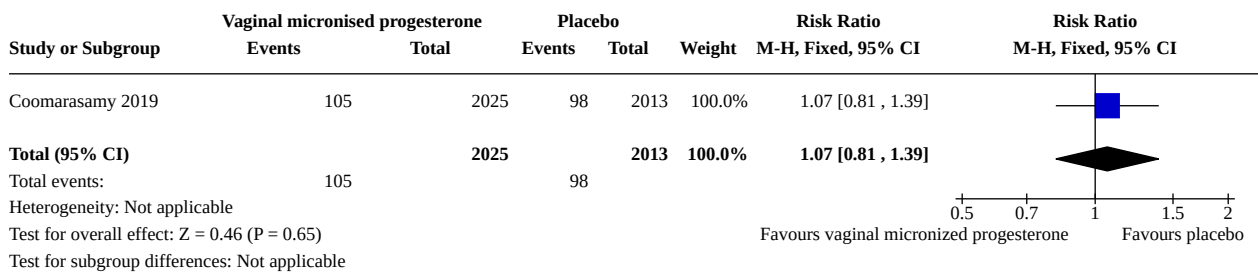 Vaginal micronised progesterone Placebo Risk Ratio Risk Ratio
Study or Subgroup Events Total Events Total Weight M-H, Fixed, 95% CI M-H, Fixed, 95% CI
Coomarasamy 2019 105 2025 98 2013 100.0% 1.07 [0.81 , 1.39]
Total (95% CI) 2025 2013 100.0% 1.07 [0.81 , 1.39]
Total events: 105 98
Heterogeneity: Not applicable
0.5 0.7 1 1.5 2
Test for overall effect: Z = 0.46 (P = 0.65) Favours vaginal micronized progesterone Favours placebo
Test for subgroup differences: Not applicable